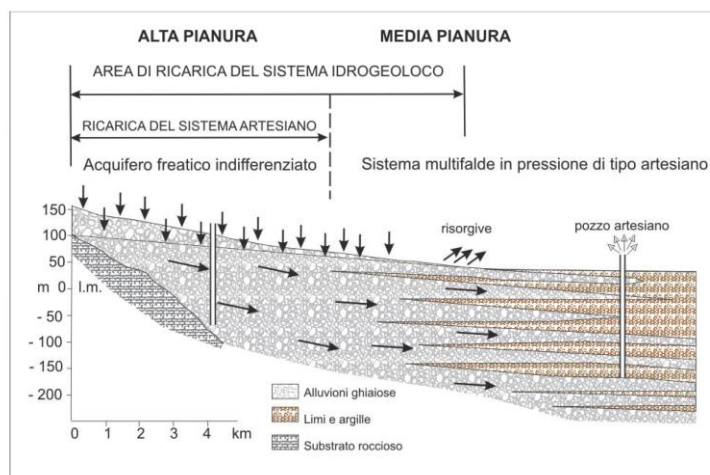 ALTA PIANURA MEDIA PIANURA
AREA DI RICARICA DEL SISTEMA IDROGEOLOCO
RICARICA DEL SISTEMA ARTESIANO
Acquifero freatico indifferenziato Sistema multifalde in pressione di tipo artesiano
risorgive pozzo artesiano
150
100
50
m 0 l.m.
- 50
- 100
- 150
- 200
0 1 2 3 4 km
Alluvioni ghiaiose
Limi e argille
Substrato roccioso